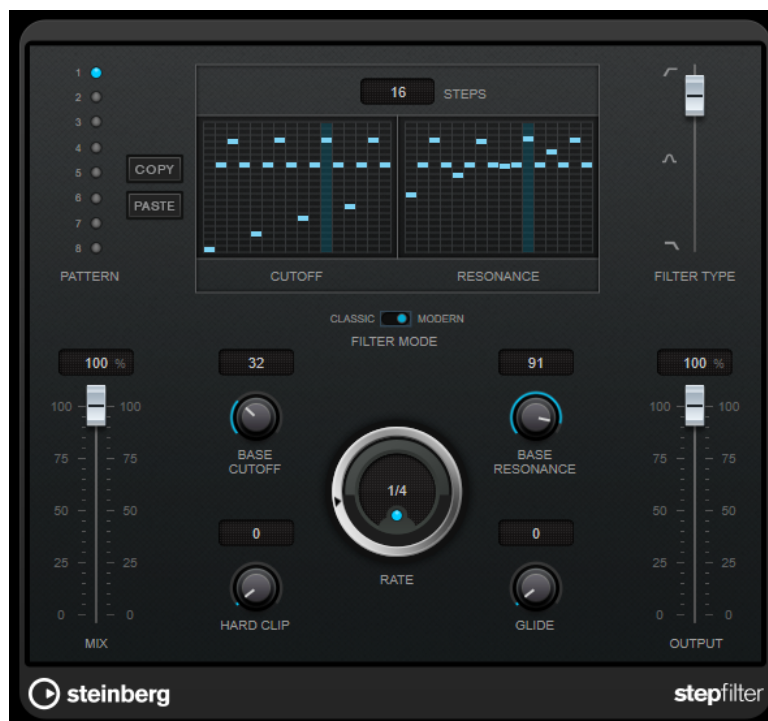 1
2
3
4
5
6
7
8
PATTERN
COPY
PASTE
16 STEPS
CUTOFF
RESONANCE
FILTER TYPE
CLASSIC MODERN
FILTER MODE
100 %
100 100
75 75
50 50
25 25
0 0
MIX
32
BASE
CUTOFF
0
HARD CLIP
1/4
RATE
91
BASE
RESONANCE
0
GLIDE
100 %
100 100
75 75
50 50
25 25
0 0
OUTPUT
steinberg
stepfilter